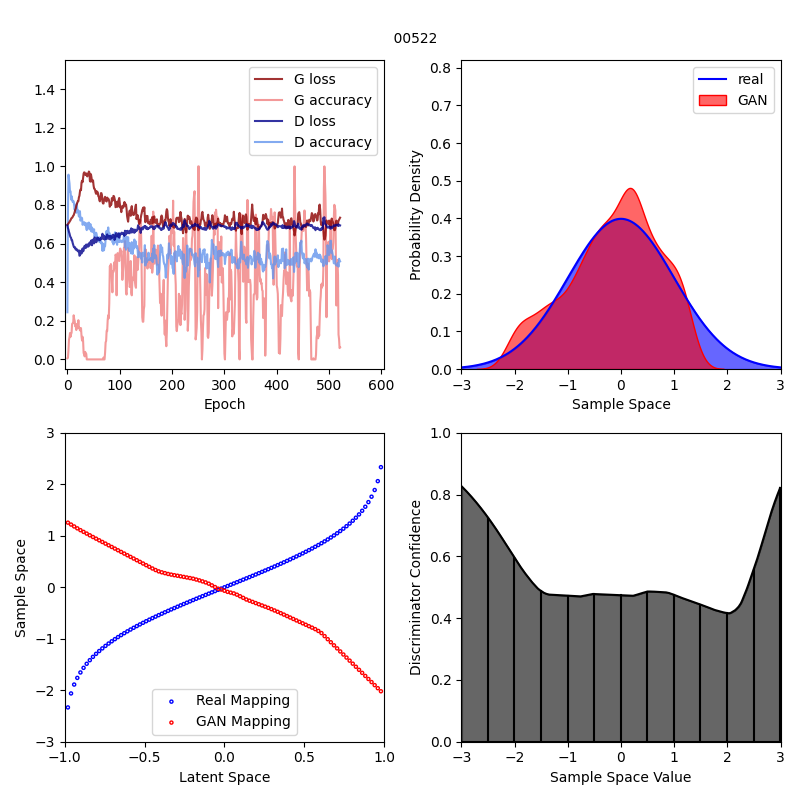 00522
1.4
1.2
1.0
0.8
0.6
0.4
0.2
0.0
0 100 200 300 400 500 600
Epoch
G loss
G accuracy
D loss
D accuracy
Probability Density
0.8
0.7
0.6
0.5
0.4
0.3
0.2
0.1
0.0
−3 −2 −1 0 1 2 3
Sample Space
real
GAN
Sample Space
3
2
1
0
−1
−2
−3
−1.0 −0.5 0.0 0.5 1.0
Latent Space
Real Mapping
GAN Mapping
Discriminator Confidence
1.0
0.8
0.6
0.4
0.2
0.0
−3 −2 −1 0 1 2 3
Sample Space Value